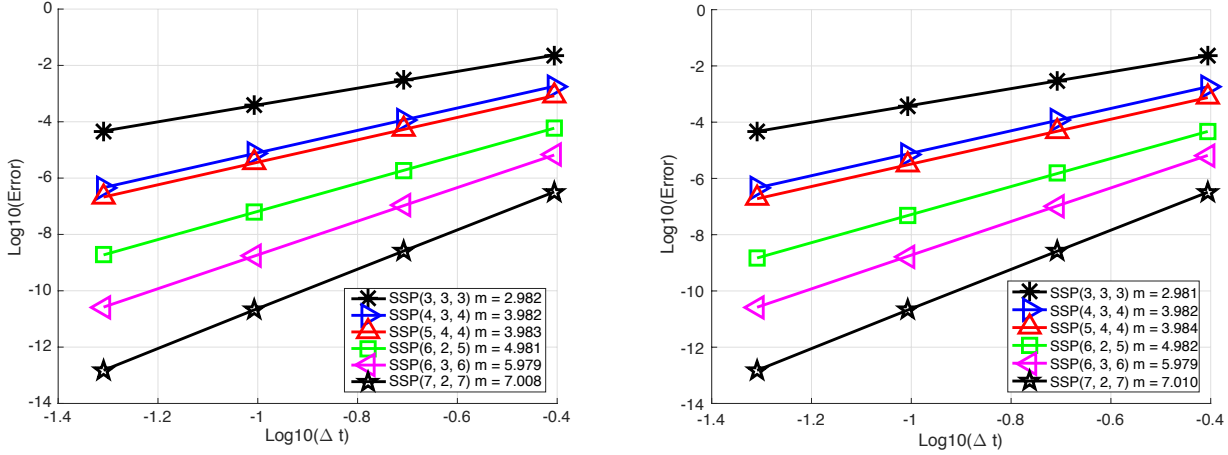 0
-2
-4
-6
-8
-10
-12
-14
Log10(Error)
-1.4
-1.2
-1
-0.8
-0.6
-0.4
Log10(Δ t)
SSP(3, 3, 3) m = 2.982
SSP(4, 3, 4) m = 3.982
SSP(5, 4, 4) m = 3.983
SSP(6, 2, 5) m = 4.981
SSP(6, 3, 6) m = 5.979
SSP(7, 2, 7) m = 7.008
0
-2
-4
-6
-8
-10
-12
-14
Log10(Error)
-1.4
-1.2
-1
-0.8
-0.6
-0.4
Log10(Δ t)
SSP(3, 3, 3) m = 2.981
SSP(4, 3, 4) m = 3.982
SSP(5, 4, 4) m = 3.984
SSP(6, 2, 5) m = 4.982
SSP(6, 3, 6) m = 5.979
SSP(7, 2, 7) m = 7.010